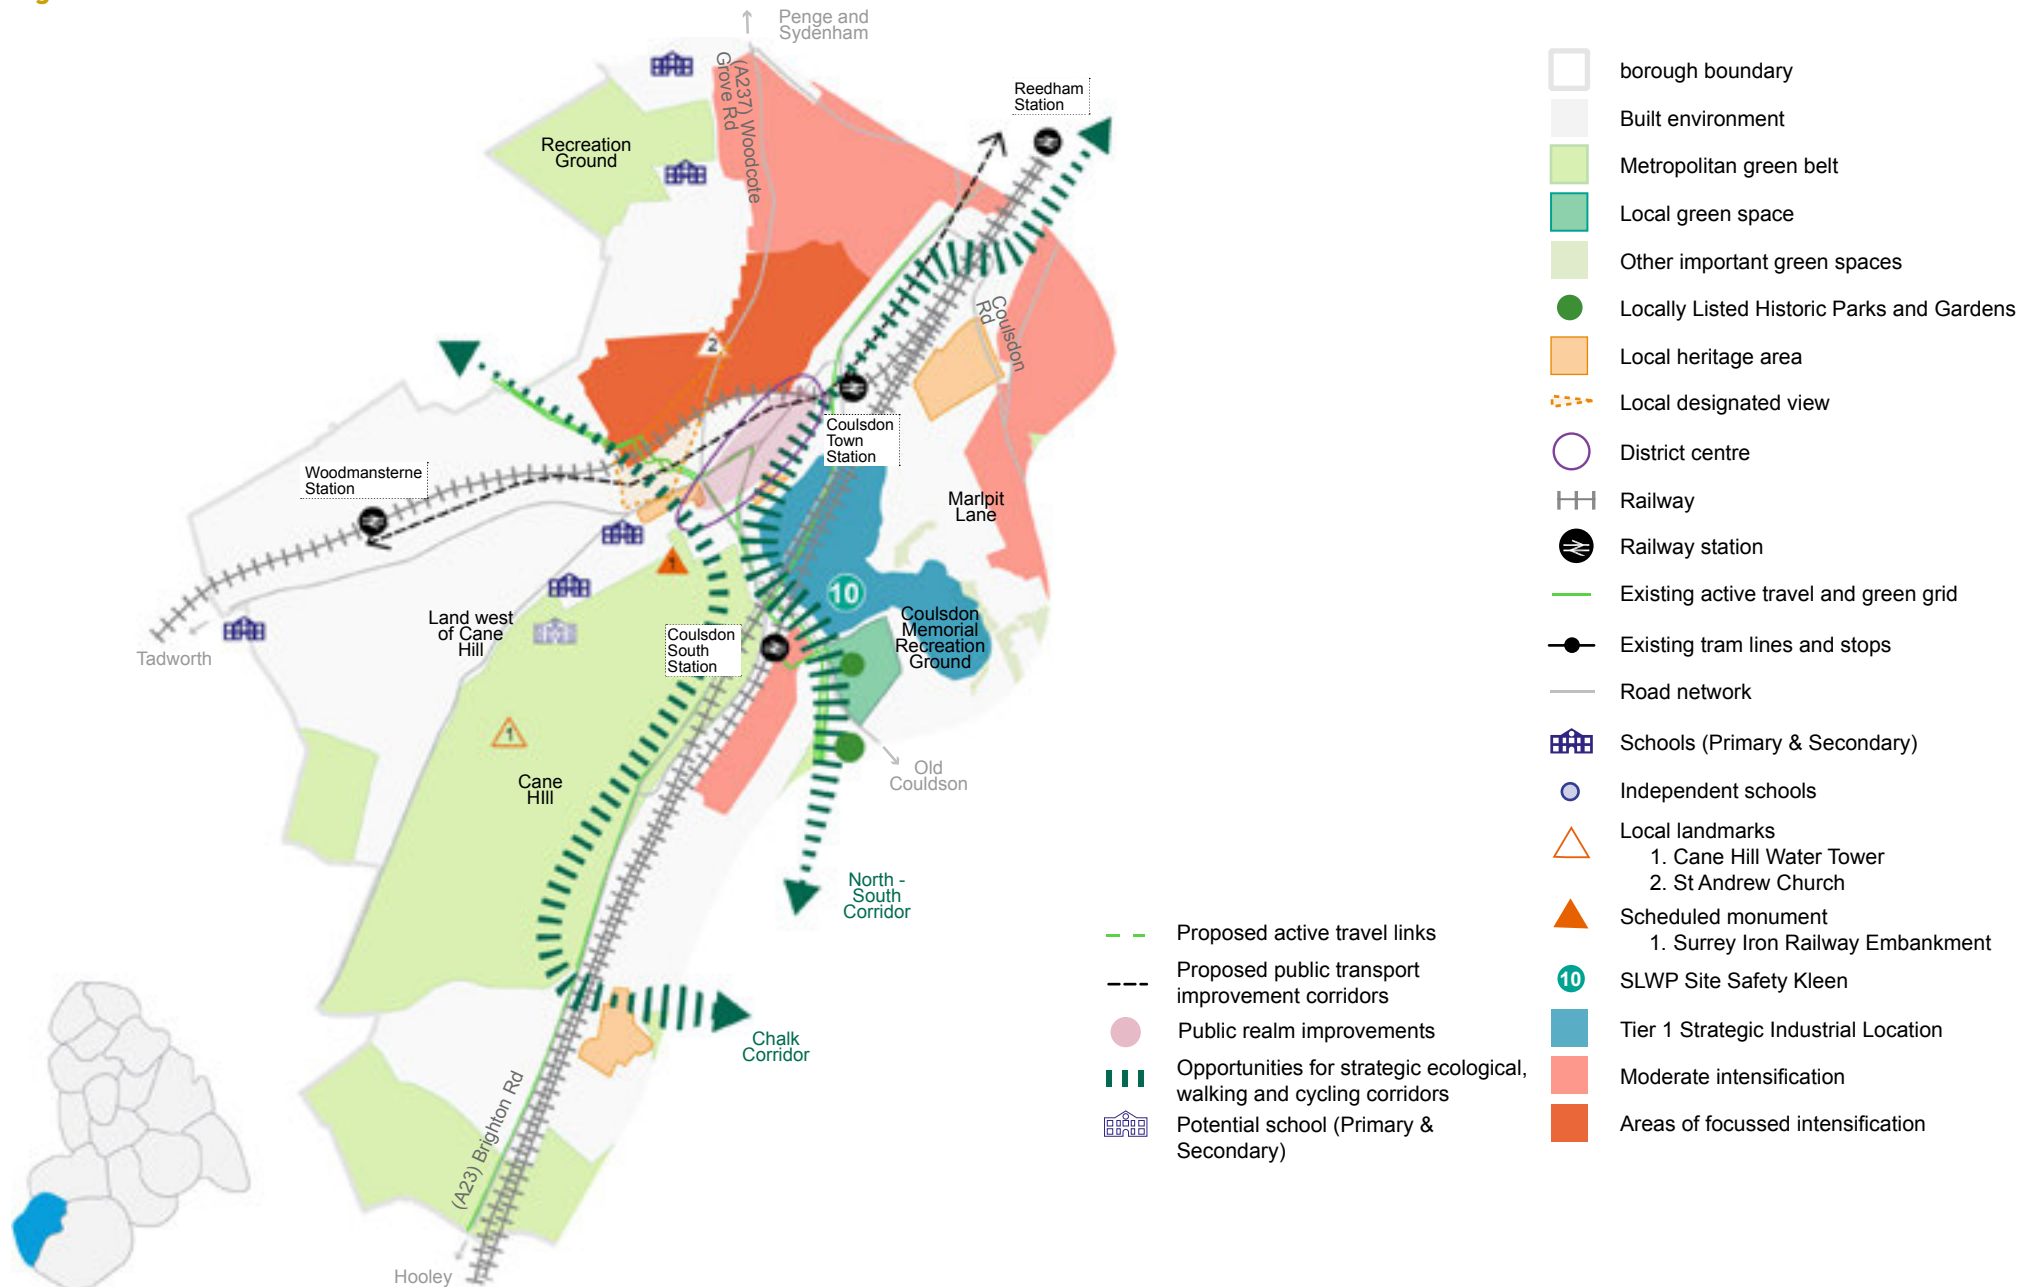 Penge and
Sydenham
(A237) Woodcote
Grove Rd
Reedham
Station
Recreation
Ground
Coulsdon
Rd
2
Coulsdon
Town
Station
Woodmansterne
Station
Marlpit
Lane
1
10
Land west
of Cane
Hill
Coulsdon
South
Station
Coulsdon
Memorial
Recreation
Ground
Tadworth
1
Cane
HIll
Old
Couldson
North -
South
Corridor
Chalk
Corridor
(A23) Brighton Rd
Hooley
Proposed active travel links
Proposed public transport
improvement corridors
Public realm improvements
Opportunities for strategic ecological,
walking and cycling corridors
Potential school (Primary &
Secondary)
borough boundary
Built environment
Metropolitan green belt
Local green space
Other important green spaces
Locally Listed Historic Parks and Gardens
Local heritage area
Local designated view
District centre
Railway
Railway station
Existing active travel and green grid
Existing tram lines and stops
Road network
Schools (Primary & Secondary)
Independent schools
Local landmarks
1. Cane Hill Water Tower
2. St Andrew Church
Scheduled monument
1. Surrey Iron Railway Embankment
10 SLWP Site Safety Kleen
Tier 1 Strategic Industrial Location
Moderate intensification
Areas of focussed intensification